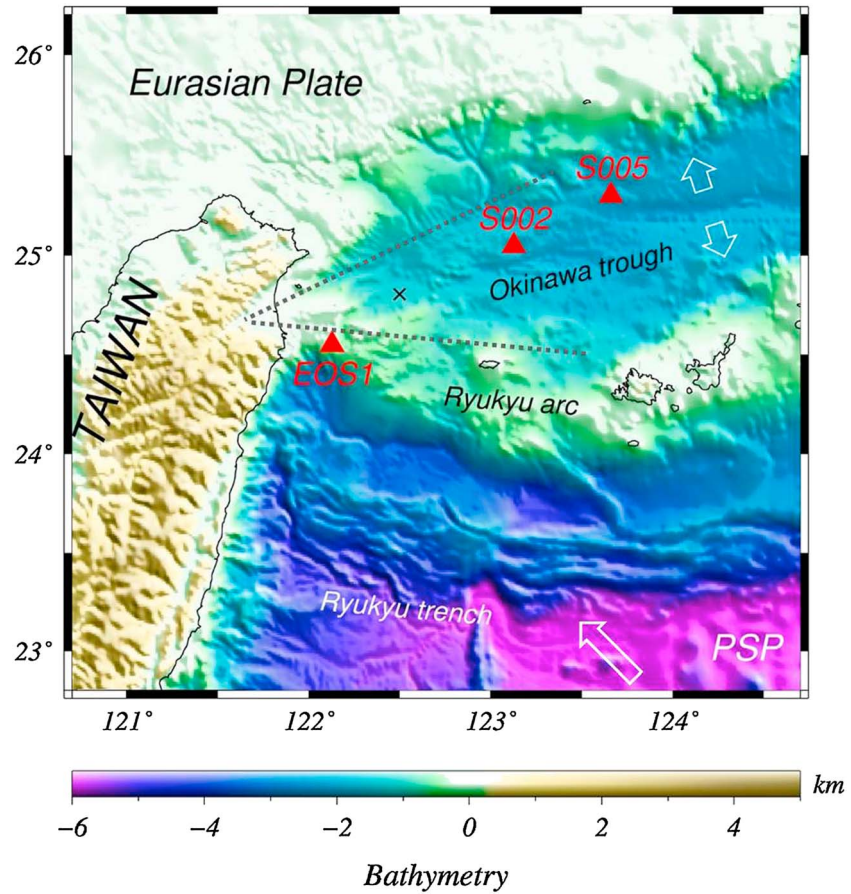 26°
Eurasian Plate
S005
S002
25°
Okinawa trough
TAIWAN
EOS1
Ryukyu arc
24°
Ryukyu trench
23°
PSP
121° 122° 123° 124°
km
−6 −4 −2 0 2 4
Bathymetry